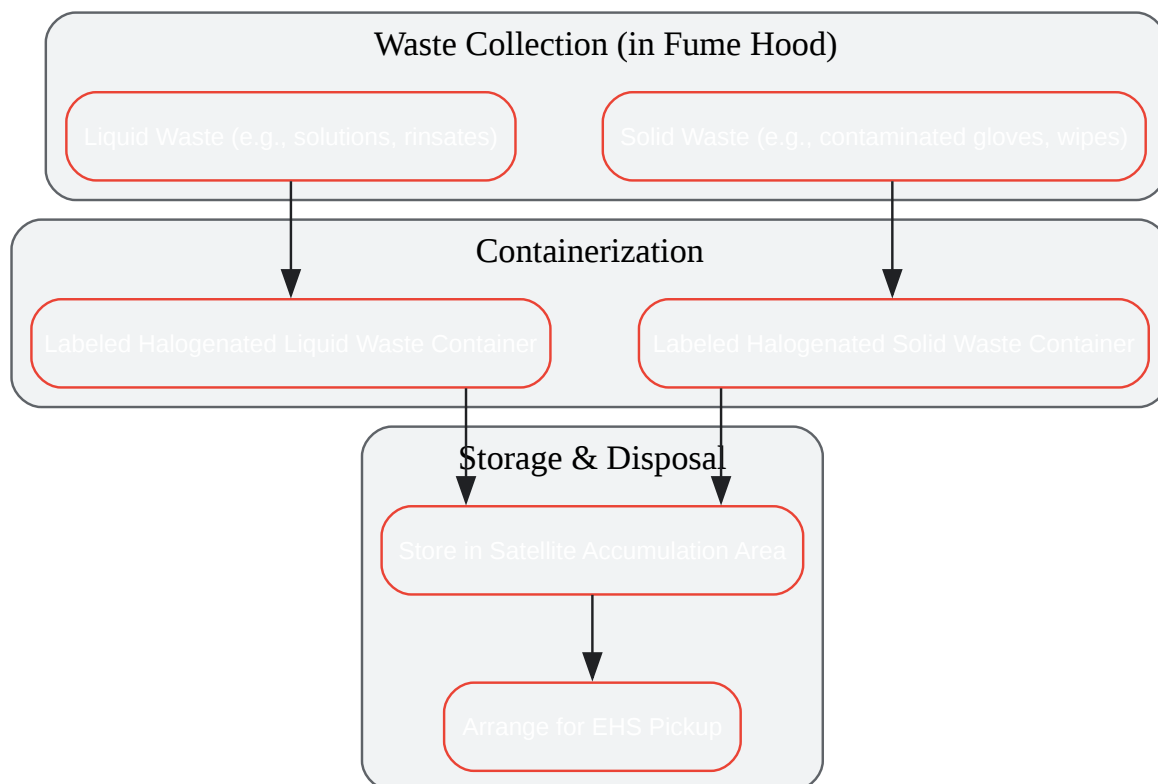 Waste Collection (in Fume Hood)
Liquid Waste (e.g., solutions, rinsates)
Solid Waste (e.g., contaminated gloves, wipes)
Containerization
Labeled Halogenated Liquid Waste Container
Labeled Halogenated Solid Waste Container
Storage & Disposal
Store in Satellite Accumulation Area
Arrange for EHS Pickup